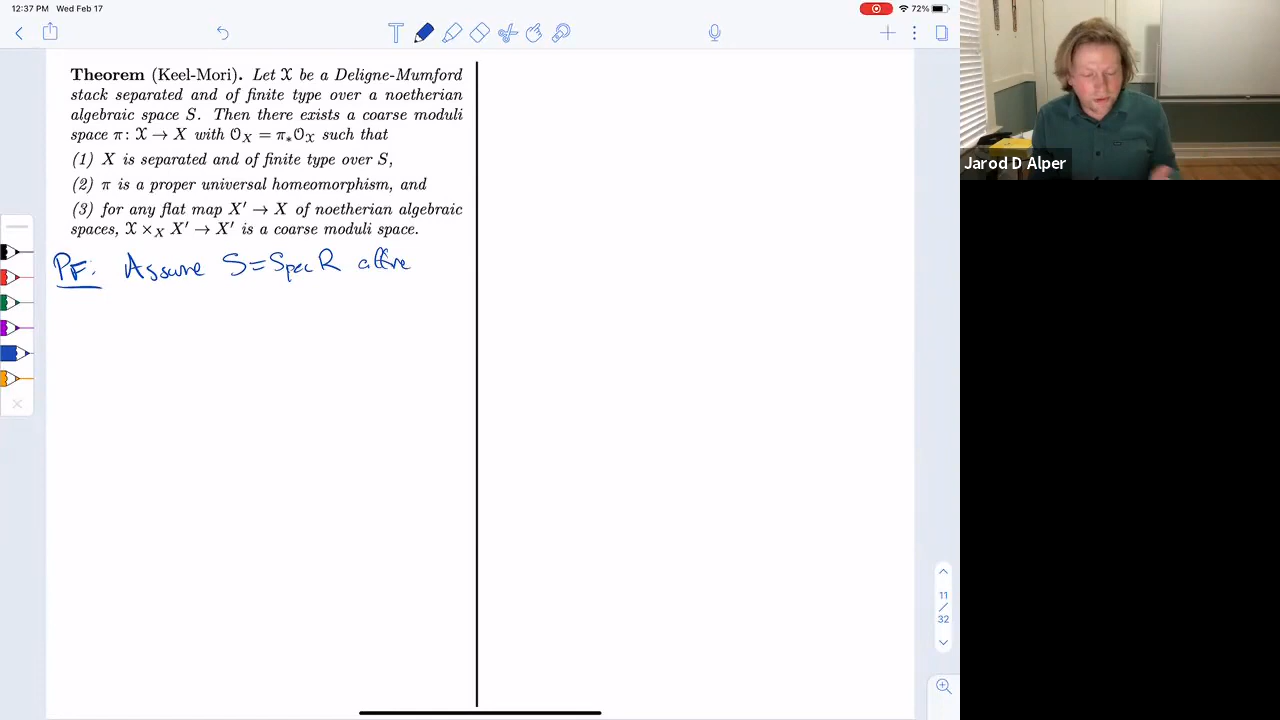 12:37 PM Wed Feb 17
72%
Theorem (Keel-Mori). Let 𝒳 be a Deligne-Mumford
stack separated and of finite type over a noetherian
algebraic space S. Then there exists a coarse moduli
space π: 𝒳 → X with 𝒪_X = π_*𝒪_𝒳 such that
(1) X is separated and of finite type over S,
(2) π is a proper universal homeomorphism, and
(3) for any flat map X′ → X of noetherian algebraic
spaces, 𝒳 ×_X X′ → X′ is a coarse moduli space.
PF: Assume S = Spec R affine
Jarod D Alper
11
/
32